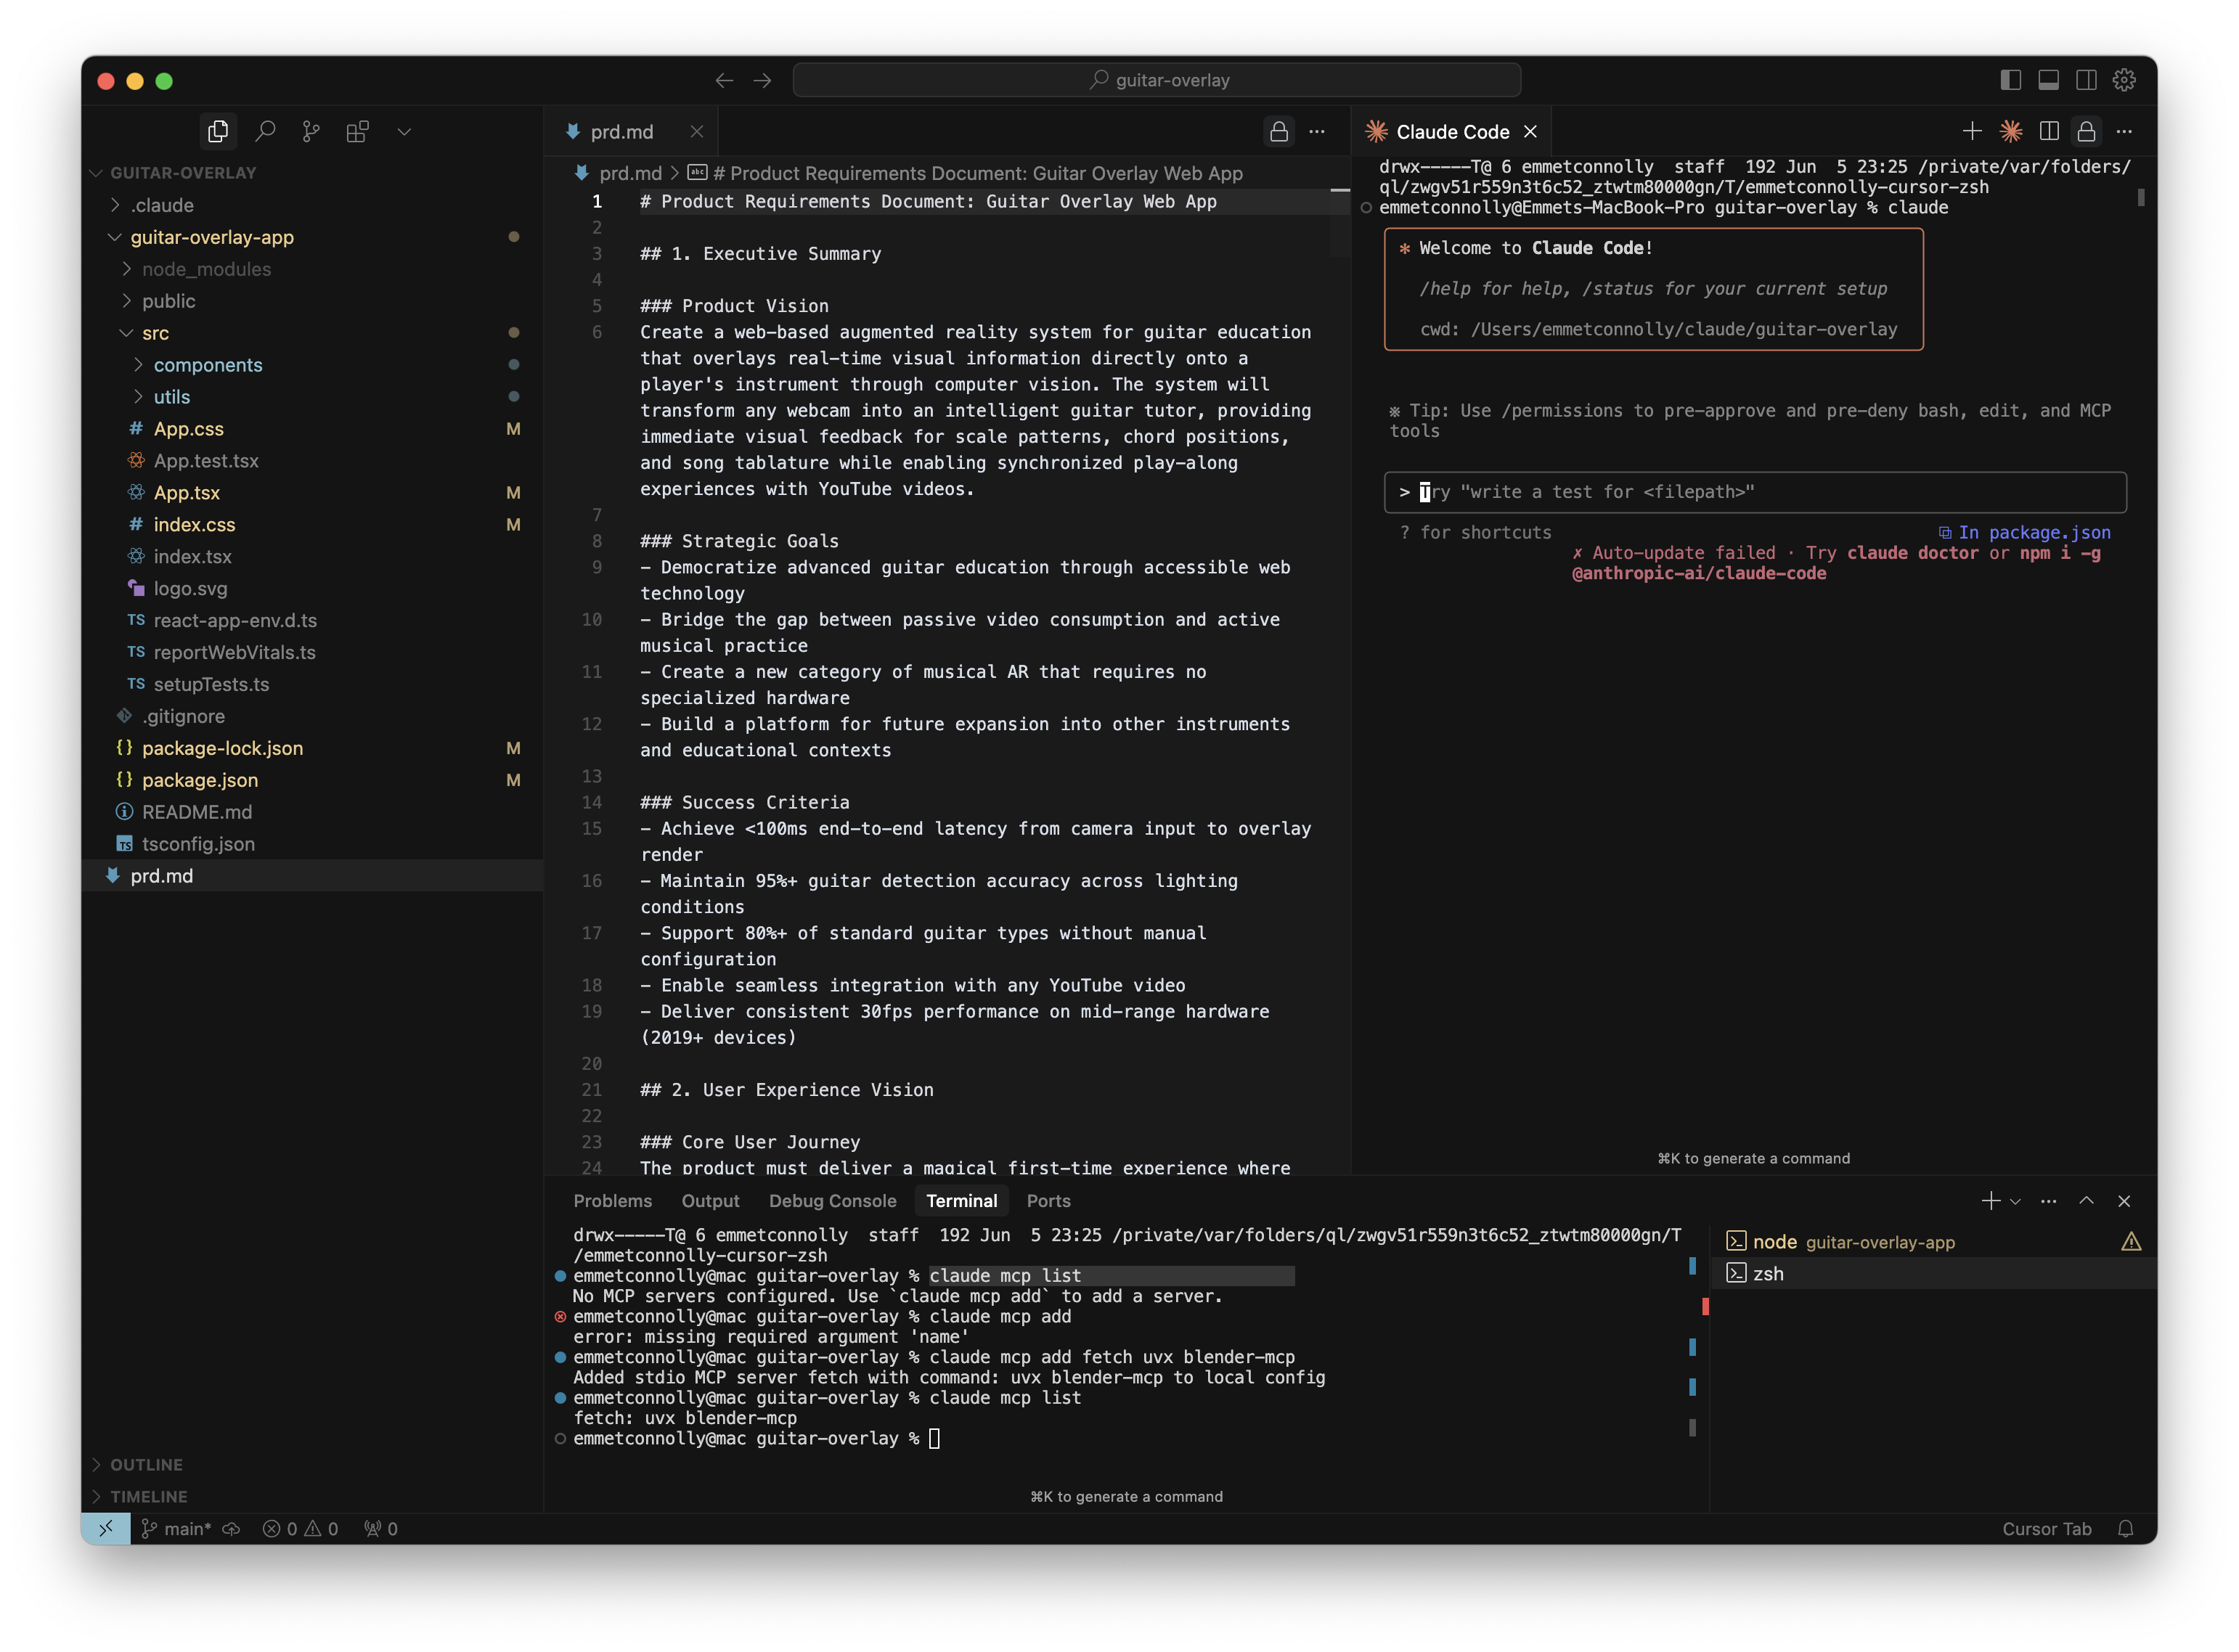 guitar-overlay
GUITAR-OVERLAY
.claude
guitar-overlay-app
node_modules
public
src
components
utils
# App.css M
App.test.tsx
App.tsx M
# index.css M
index.tsx
logo.svg
TS react-app-env.d.ts
TS reportWebVitals.ts
TS setupTests.ts
.gitignore
{} package-lock.json M
{} package.json M
README.md
TS tsconfig.json
prd.md
OUTLINE
TIMELINE
prd.md
prd.md > abc # Product Requirements Document: Guitar Overlay Web App
1 # Product Requirements Document: Guitar Overlay Web App
2
3 ## 1. Executive Summary
4
5 ### Product Vision
6 Create a web-based augmented reality system for guitar education
that overlays real-time visual information directly onto a
player's instrument through computer vision. The system will
transform any webcam into an intelligent guitar tutor, providing
immediate visual feedback for scale patterns, chord positions,
and song tablature while enabling synchronized play-along
experiences with YouTube videos.
7
8 ### Strategic Goals
9 - Democratize advanced guitar education through accessible web
technology
10 - Bridge the gap between passive video consumption and active
musical practice
11 - Create a new category of musical AR that requires no
specialized hardware
12 - Build a platform for future expansion into other instruments
and educational contexts
13
14 ### Success Criteria
15 - Achieve <100ms end-to-end latency from camera input to overlay
render
16 - Maintain 95%+ guitar detection accuracy across lighting
conditions
17 - Support 80%+ of standard guitar types without manual
configuration
18 - Enable seamless integration with any YouTube video
19 - Deliver consistent 30fps performance on mid-range hardware
(2019+ devices)
20
21 ## 2. User Experience Vision
22
23 ### Core User Journey
24 The product must deliver a magical first-time experience where
Claude Code
drwx-----T@ 6 emmetconnolly  staff  192 Jun  5 23:25 /private/var/folders/
ql/zwgv51r559n3t6c52_ztwtm80000gn/T/emmetconnolly-cursor-zsh
emmetconnolly@Emmets-MacBook-Pro guitar-overlay % claude
✻ Welcome to Claude Code!
/help for help, /status for your current setup
cwd: /Users/emmetconnolly/claude/guitar-overlay
※ Tip: Use /permissions to pre-approve and pre-deny bash, edit, and MCP
tools
> Try "write a test for <filepath>"
? for shortcuts
⧉ In package.json
✗ Auto-update failed · Try claude doctor or npm i -g
@anthropic-ai/claude-code
⌘K to generate a command
Problems Output Debug Console Terminal Ports
drwx-----T@ 6 emmetconnolly  staff  192 Jun  5 23:25 /private/var/folders/ql/zwgv51r559n3t6c52_ztwtm80000gn/T
/emmetconnolly-cursor-zsh
emmetconnolly@mac guitar-overlay % claude mcp list
No MCP servers configured. Use `claude mcp add` to add a server.
emmetconnolly@mac guitar-overlay % claude mcp add
error: missing required argument 'name'
emmetconnolly@mac guitar-overlay % claude mcp add fetch uvx blender-mcp
Added stdio MCP server fetch with command: uvx blender-mcp to local config
emmetconnolly@mac guitar-overlay % claude mcp list
fetch: uvx blender-mcp
emmetconnolly@mac guitar-overlay %
⌘K to generate a command
node guitar-overlay-app
zsh
main* 0 0 0
Cursor Tab